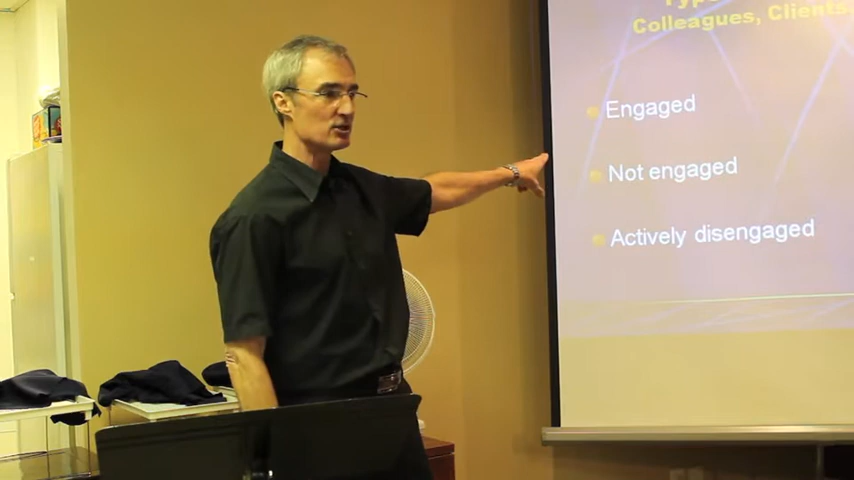 Colleagues, Clients,
Engaged
Not engaged
Actively disengaged